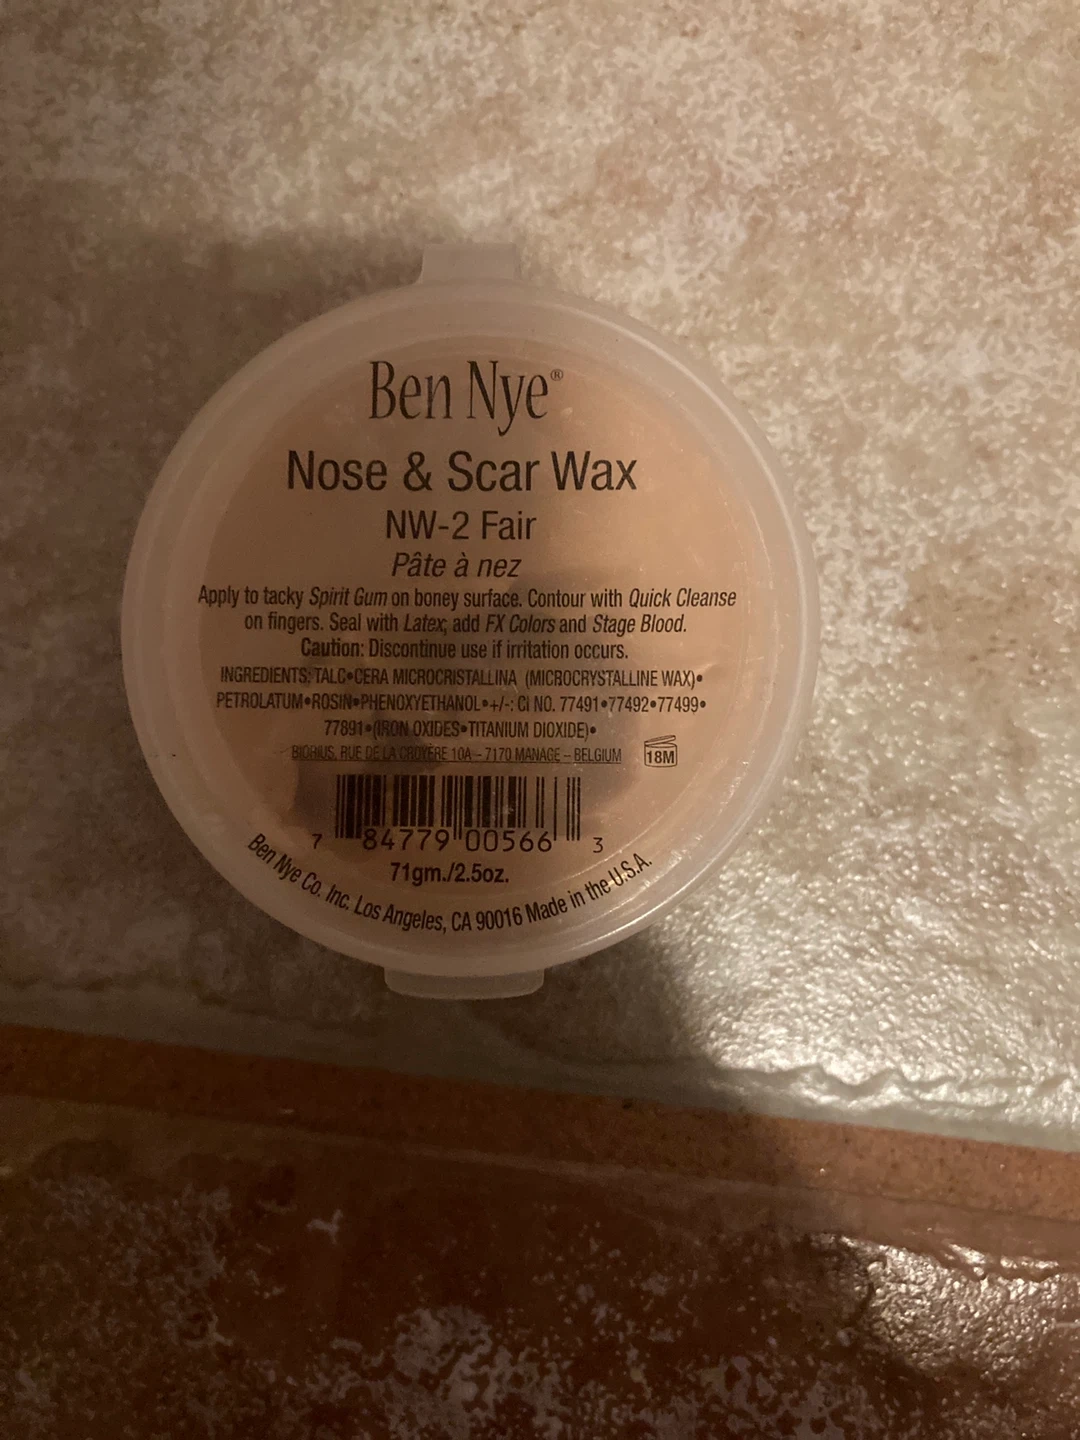 Ben Nye®
Nose & Scar Wax
NW-2 Fair
Pâte à nez
Apply to tacky Spirit Gum on boney surface. Contour with Quick Cleanse
on fingers. Seal with Latex, add FX Colors and Stage Blood.
Caution: Discontinue use if irritation occurs.
INGREDIENTS: TALC•CERA MICROCRISTALLINA (MICROCRYSTALLINE WAX)•
PETROLATUM•ROSIN•PHENOXYETHANOL•+/-: CI NO. 77491•77492•77499•
77891•(IRON OXIDES•TITANIUM DIOXIDE)•
BIORIUS, RUE DE LA CROYERE 10A – 7170 MANAGE – BELGIUM
18M
7 84779 00566 3
71gm./2.5oz.
Ben Nye Co. Inc. Los Angeles, CA 90016 Made in the U.S.A.